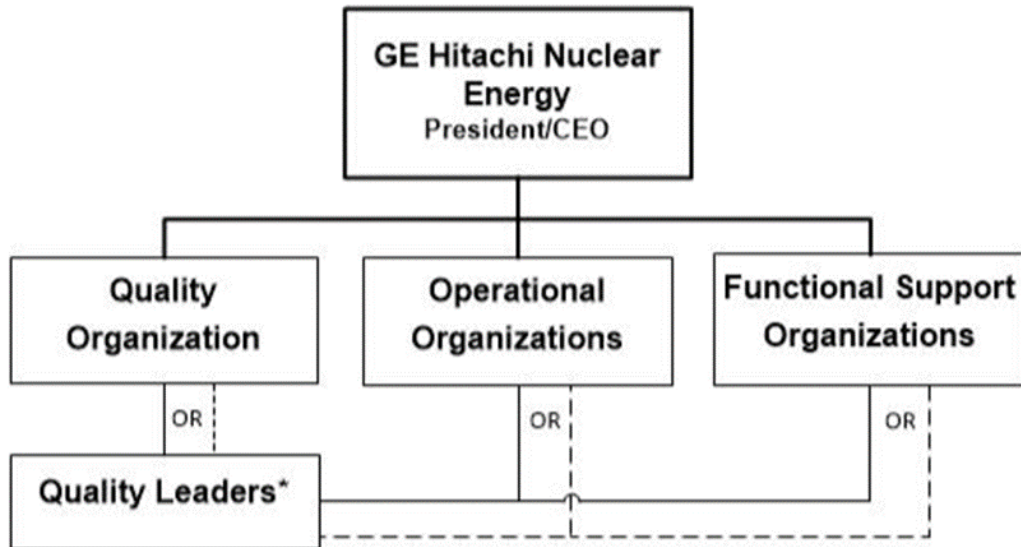 GE Hitachi Nuclear
Energy
President/CEO
Quality
Organization
Operational
Organizations
Functional Support
Organizations
OR
OR
OR
Quality Leaders*